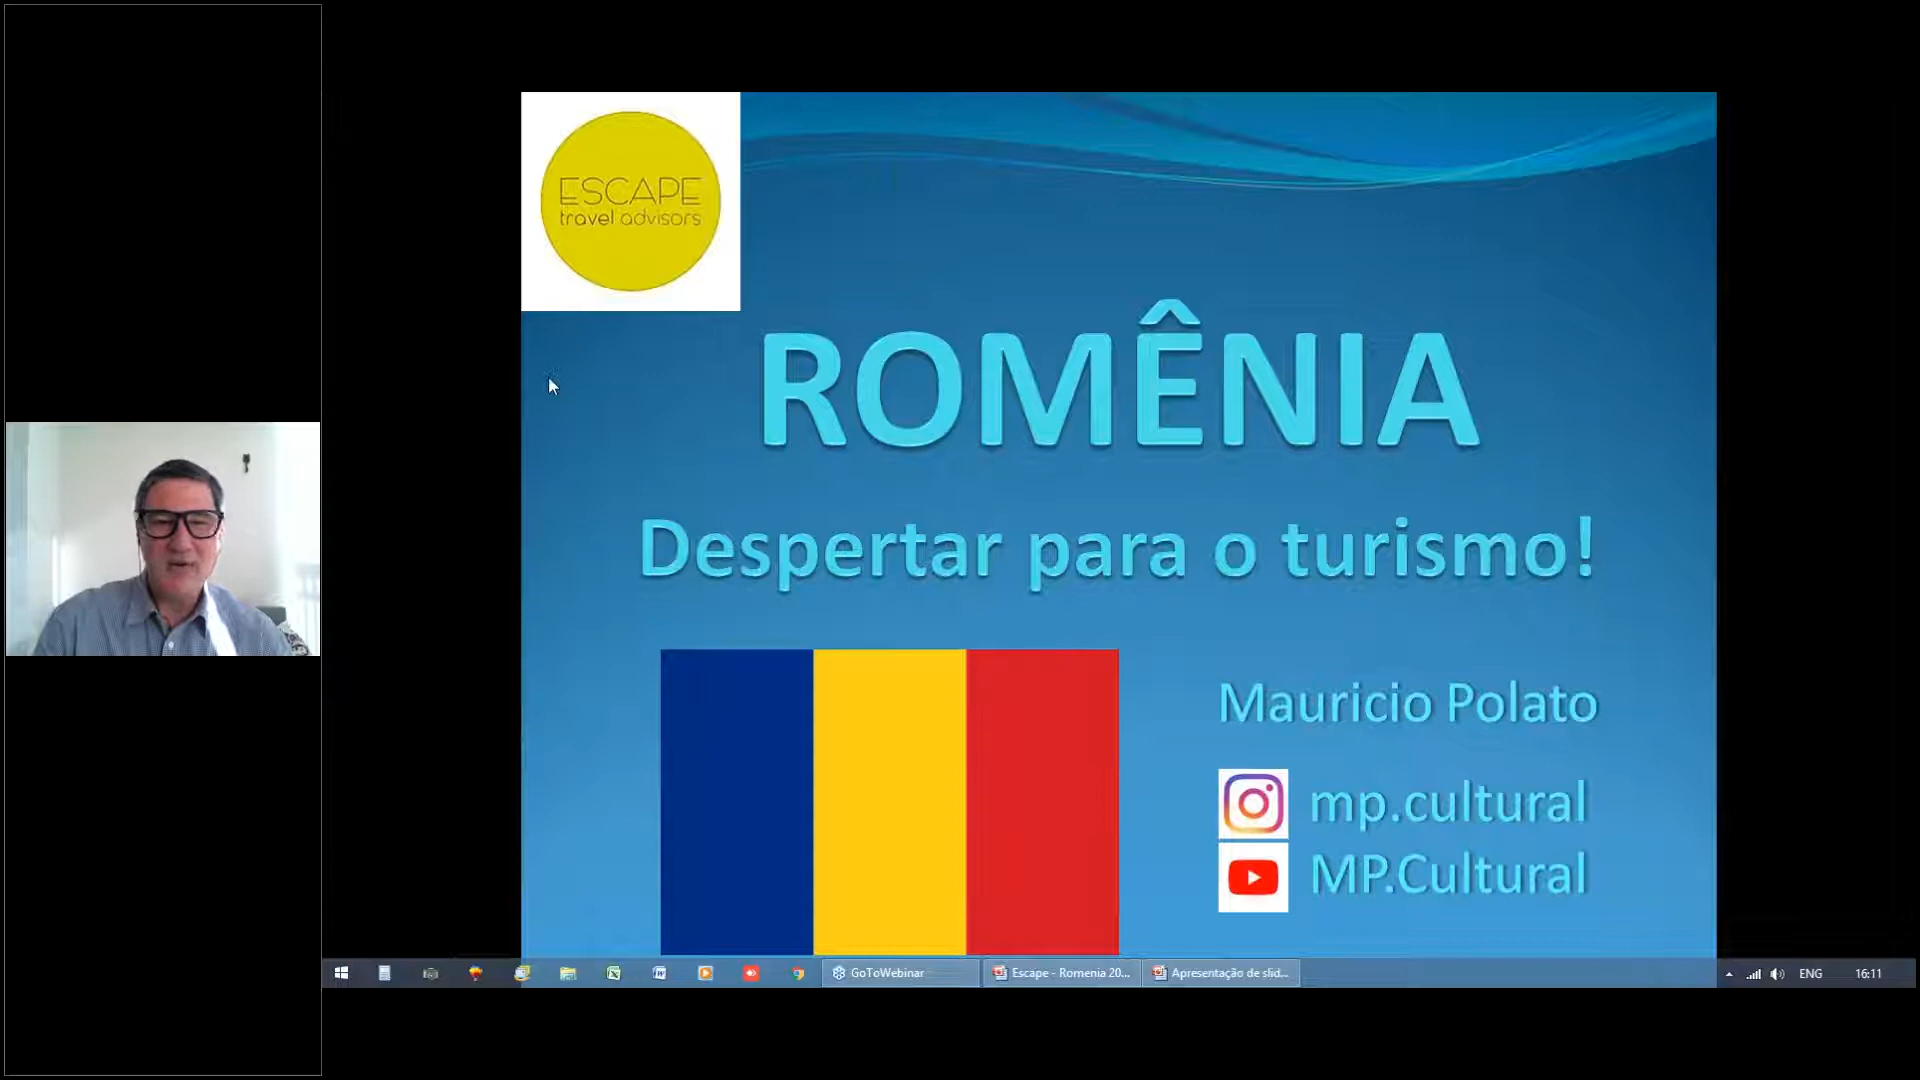 ESCAPE
travel advisors
ROMÊNIA
Despertar para o turismo!
Mauricio Polato
mp.cultural
MP.Cultural
GoToWebinar
Escape - Romenia 20...
Apresentação de slid...
ENG
16:11